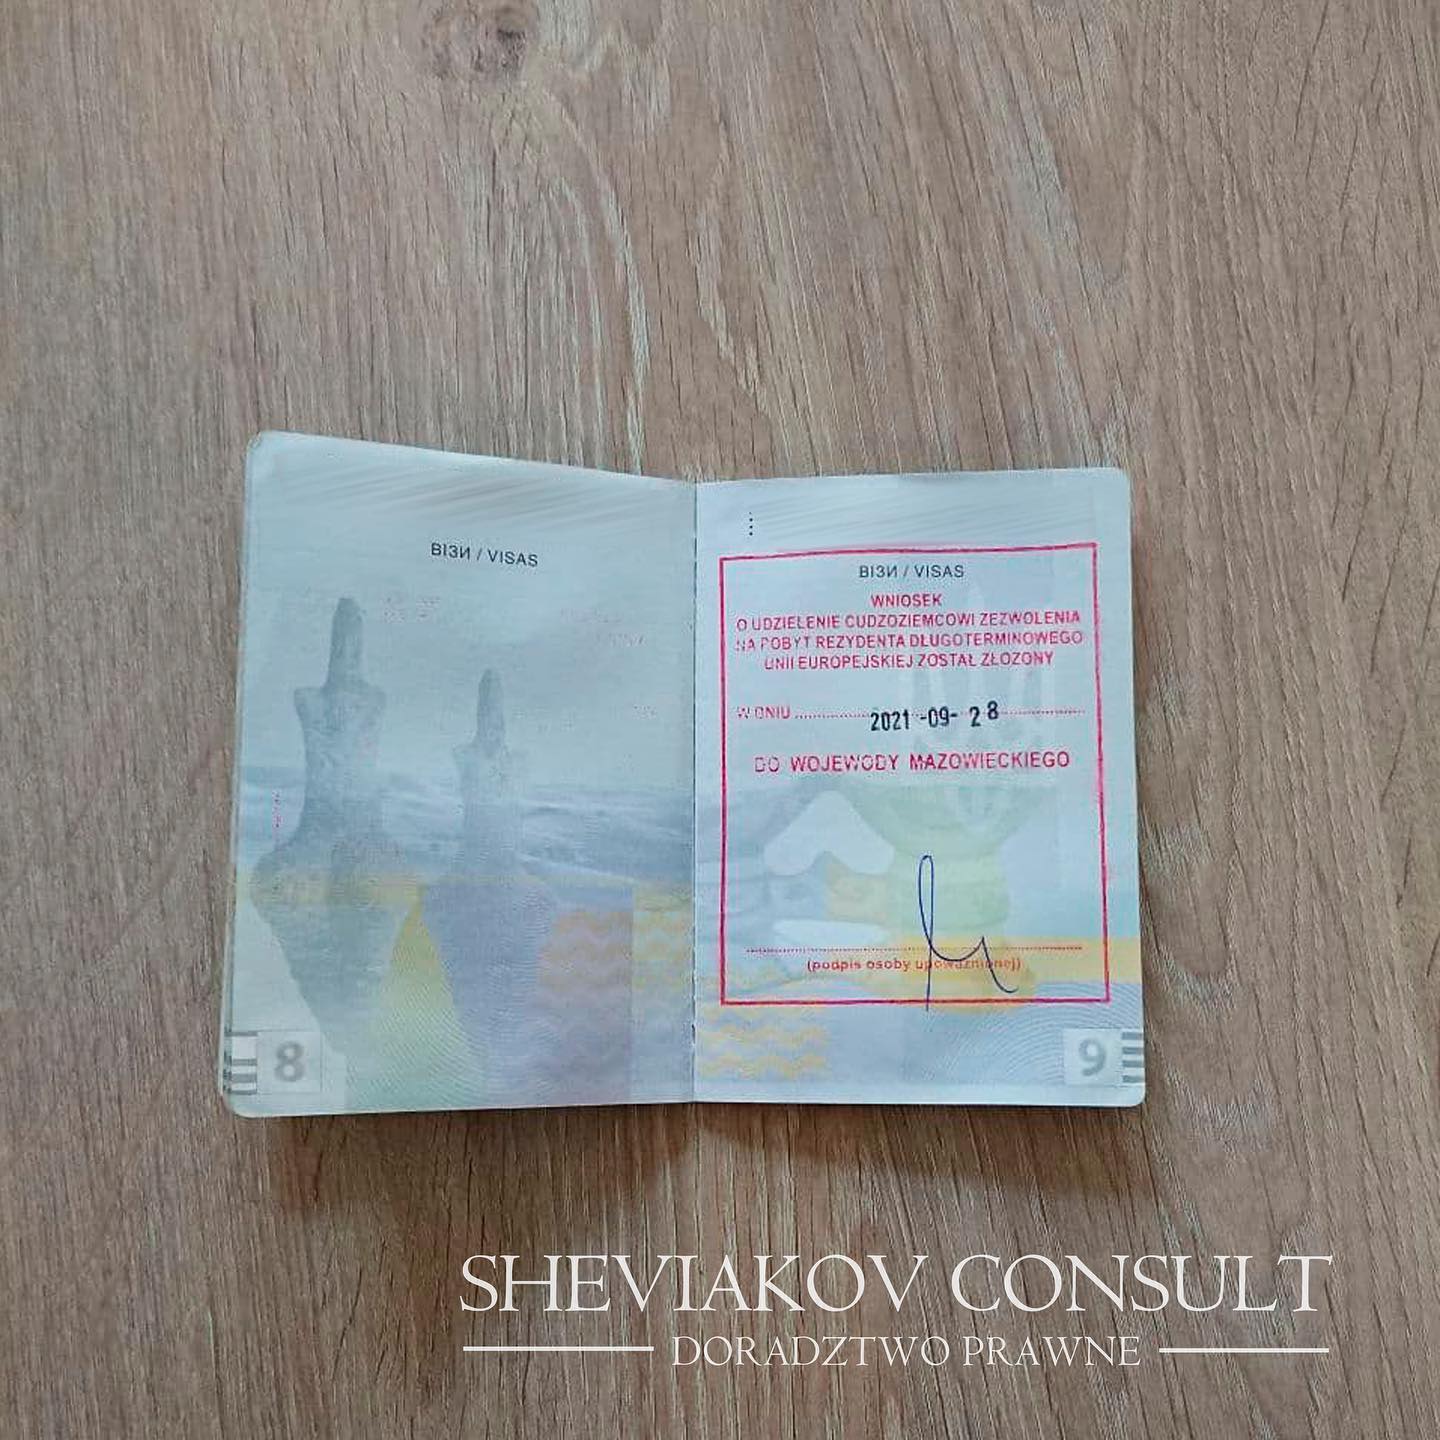 ВІЗИ / VISAS
8
ВІЗИ / VISAS
WNIOSEK
O UDZIELENIE CUDZOZIEMCOWI ZEZWOLENIA
NA POBYT REZYDENTA DŁUGOTERMINOWEGO
UNII EUROPEJSKIEJ ZOSTAŁ ZŁOZONY
W DNIU 2021 -09- 28
DO WOJEWODY MAZOWIECKIEGO
(podpis osoby upoważnionej)
9
SHEVIAKOV CONSULT
DORADZTWO PRAWNE